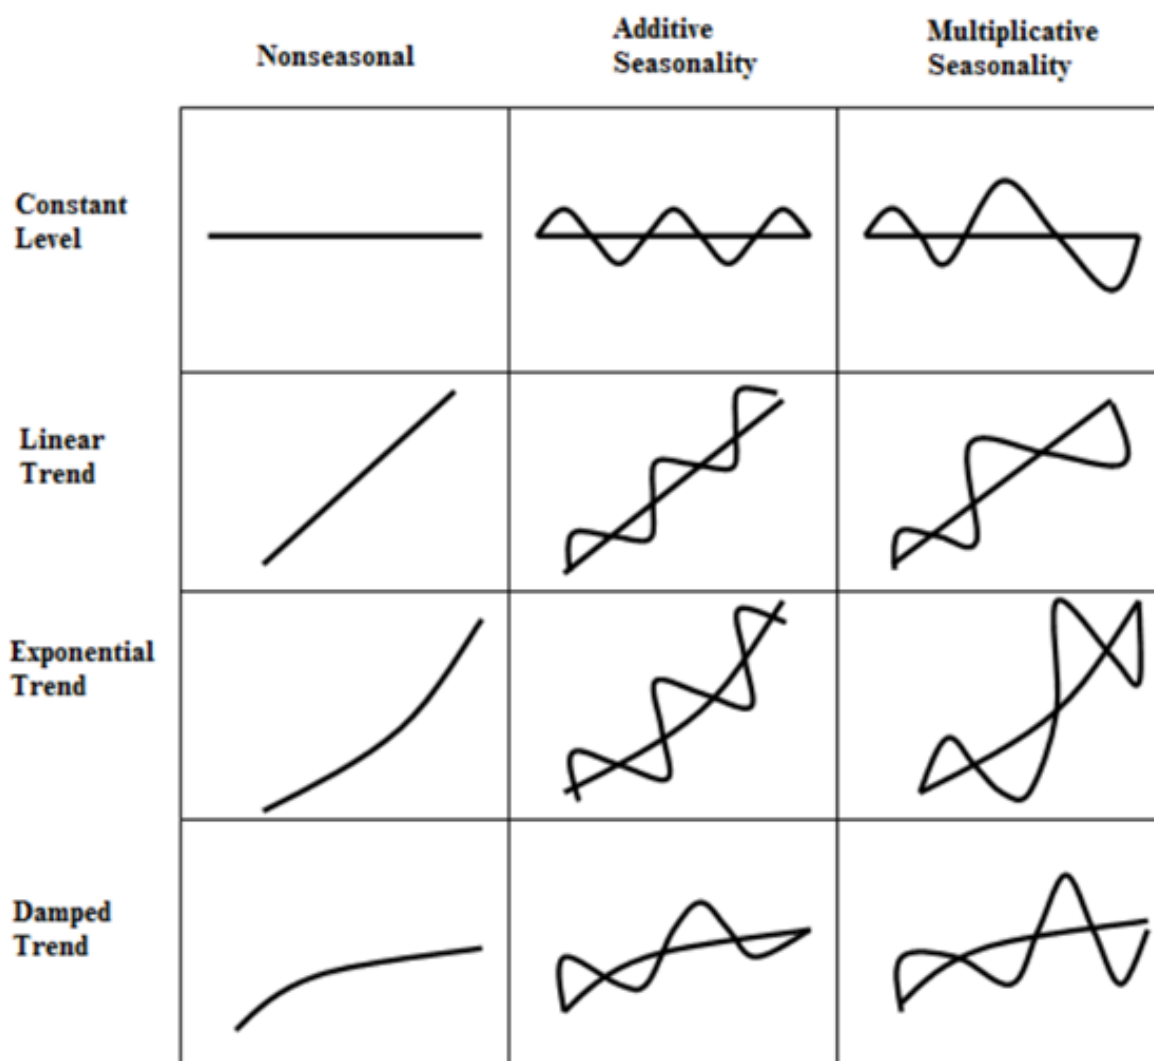 Nonseasonal
Additive
Seasonality
Multiplicative
Seasonality
Constant
Level
Linear
Trend
Exponential
Trend
Damped
Trend